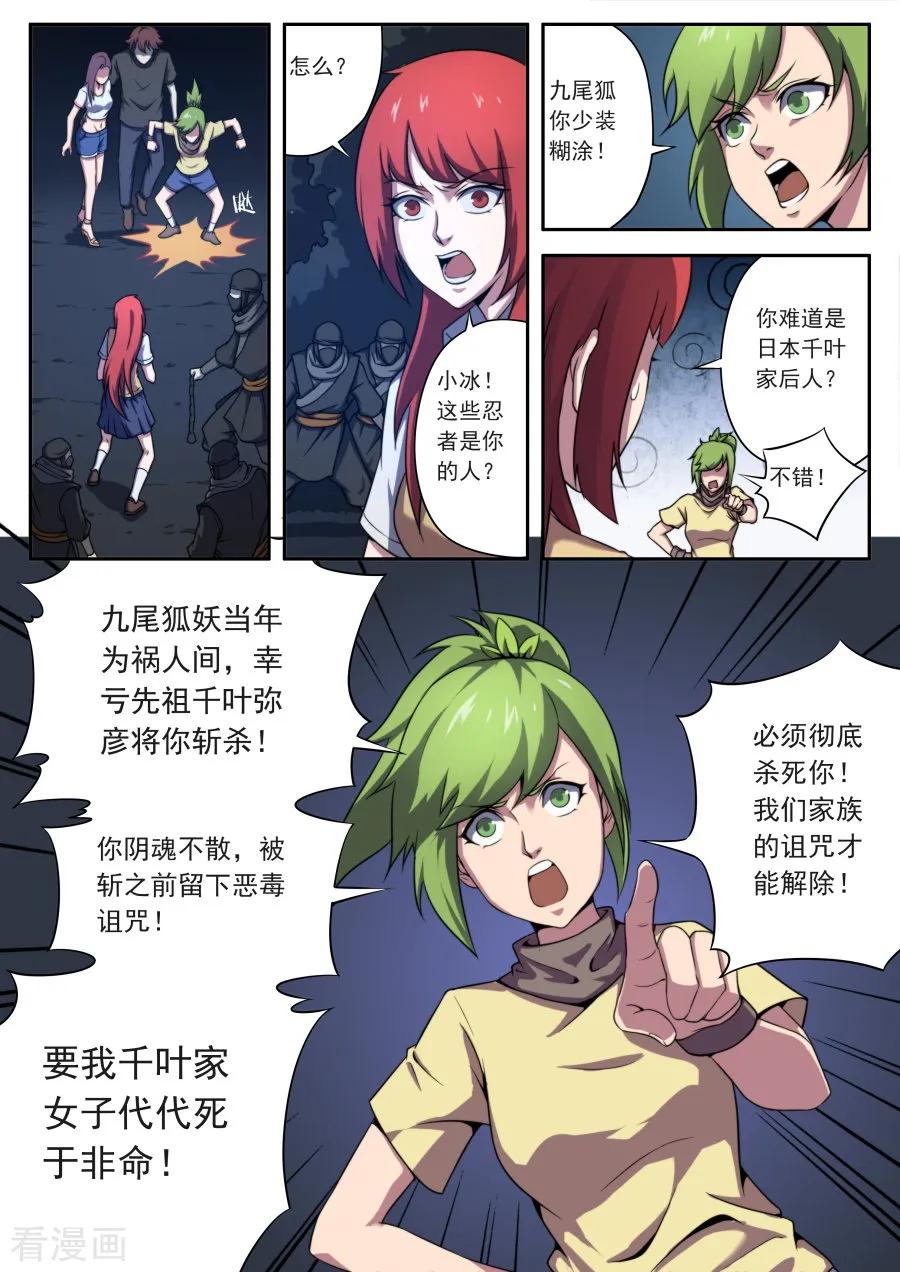 怎么？
小冰！
这些忍
者是你
的人？
九尾狐
你少装
糊涂！
你难道是
日本千叶
家后人？
不错！
九尾狐妖当年
为祸人间，幸
亏先祖千叶弥
彦将你斩杀！
你阴魂不散，被
斩之前留下恶毒
诅咒！
要我千叶家
女子代代死
于非命！
必须彻底
杀死你！
我们家族
的诅咒才
能解除！
看漫画